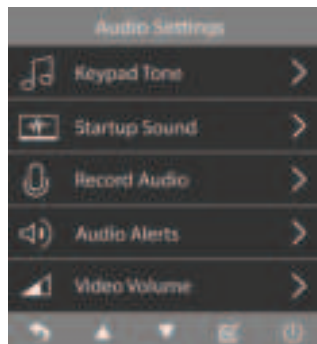 Audio Settings
Keypad Tone
Startup Sound
Record Audio
Audio Alerts
Video Volume